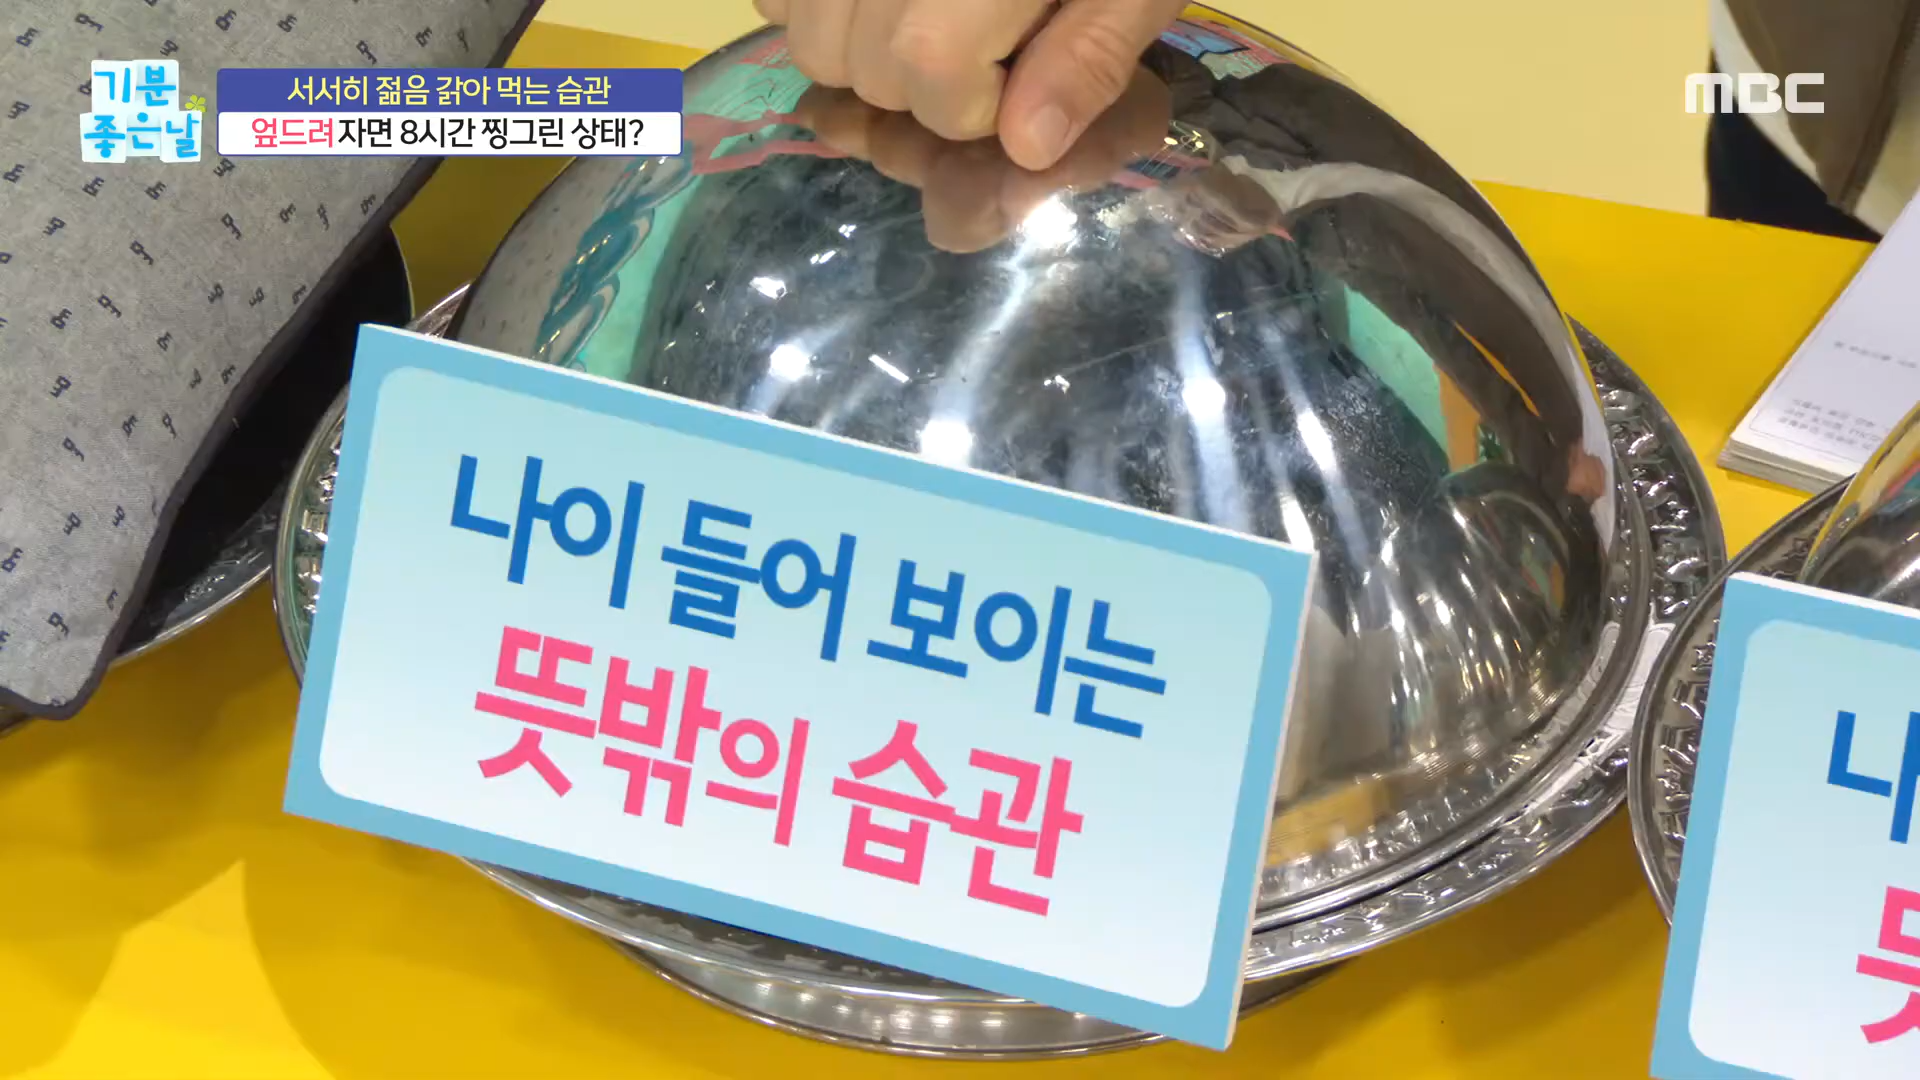 기분
좋은날
서서히 젊음 갉아 먹는 습관
엎드려 자면 8시간 찡그린 상태?
MBC
나이 들어 보이는
뜻밖의 습관
나
뜻